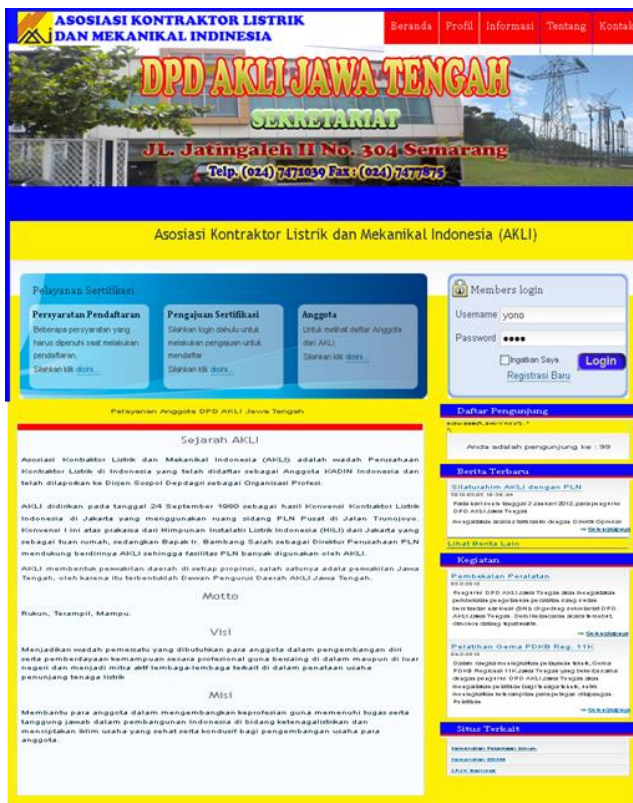 ASOSIASI KONTRAKTOR LISTRIK
DAN MEKANIKAL INDINESIA
Beranda Profil Informasi Tentang Kontak
DPD AKLI JAWA TENGAH
SEKRETARIAT
JL. Jatingaleh II No. 304 Semarang
Telp. (024) 7471039 Fax : (024) 7477875
Asosiasi Kontraktor Listrik dan Mekanikal Indonesia (AKLI)
Pelayanan Sertifikasi
Persyaratan Pendaftaran
Beberapa persyaratan yang
harus dipenuhi saat melakukan
pendaftaran.
Silahkan klik disini...
Pengajuan Sertifikasi
Silahkan login dahulu untuk
melakukan pengajuan untuk
mendaftar
Silahkan klik disini...
Anggota
Untuk melihat daftar Anggota
dari AKLI.
Silahkan klik disini...
Members login
Username yono
Password ●●●●
Ingatkan Saya Login
Registrasi Baru
Pelayanan Anggota DPD AKLI Jawa Tengah
Sejarah AKLI
Asosiasi Kontraktor Listrik dan Mekanikal Indonesia (AKLI) adalah wadah Perusahaan
Kontraktor Listrik di Indonesia yang telah didaftar sebagai Anggota KADIN Indonesia dan
telah dilaporkan ke Dirjen Sospol Depdagri sebagai Organisasi Profesi.
AKLI didirikan pada tanggal 24 September 1980 sebagai hasil Konvensi Kontraktor Listrik
Indonesia di Jakarta yang menggunakan ruang sidang PLN Pusat di Jalan Trunojoyo.
Konvensi I ini atas prakarsa dari Himpunan Instalatir Listrik Indonesia (HILI) dari Jakarta yang
sebagai tuan rumah, sedangkan Bapak Ir. Bambang Sarah sebagai Direktur Perusahaan PLN
mendukung berdirinya AKLI sehingga fasilitas PLN banyak digunakan oleh AKLI.
AKLI membentuk perwakilan daerah di setiap propinsi, salah satunya adala perwakilan Jawa
Tengah, oleh karena itu terbentuklah Dewan Pengurus Daerah AKLI Jawa Tengah.
Motto
Rukun, Terampil, Mampu.
Visi
Menjadikan wadah pemersatu yang dibutuhkan para anggota dalam pengembangan diri
serta pemberdayaan kemampuan secara profesional guna bersaing di dalam maupun di luar
negeri dan menjadi mitra aktif lembaga-lembaga terkait di dalam penataan usaha
penunjang tenaga listrik
Misi
Membantu para anggota dalam mengembangkan keprofesian guna memenuhi tugas serta
tanggung jawab dalam pembangunan Indonesia di bidang ketenagalistrikan dan
menciptakan iklim usaha yang sehat serta kondusif bagi pengembangan usaha para
anggota.
Daftar Pengunjung
Anda adalah pengunjung ke : 99
Berita Terbaru
Silaturahim AKLI dengan PLN
DPD AKLI Jawa Tengah
Lihat Berita Lain
Kegiatan
Pembekalan Peralatan
Pengurus DPD AKLI Jawa Tengah akan mengadakan
Pelatihan Gema PDKB Reg. 11K
Situs Terkait